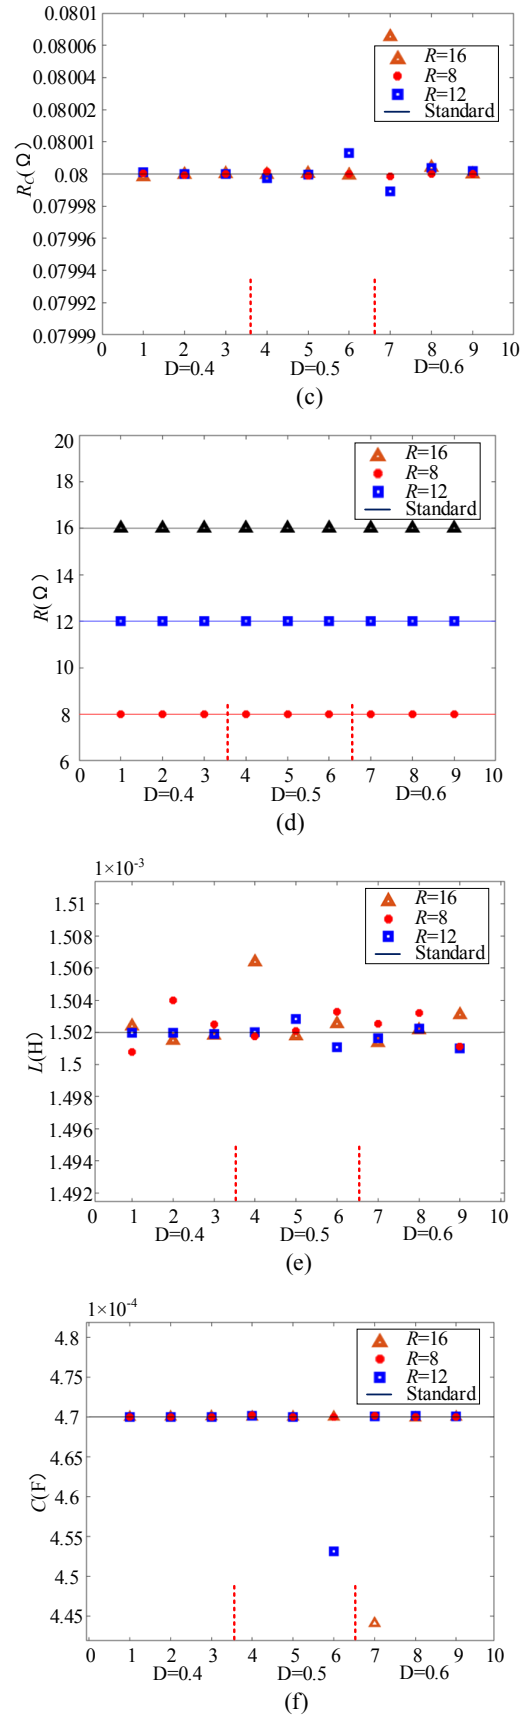 0.0801
0.08006
0.08004
0.08002
0.08001
0.08
0.07998
0.07996
0.07994
0.07992
0.07999
R_C(Ω)
R=16
R=8
R=12
Standard
0 1 2 3 4 5 6 7 8 9 10
D=0.4 D=0.5 D=0.6
(c)
20
18
16
14
12
10
8
6
R(Ω)
R=16
R=8
R=12
Standard
0 1 2 3 4 5 6 7 8 9 10
D=0.4 D=0.5 D=0.6
(d)
1×10⁻³
1.51
1.508
1.506
1.504
1.502
1.5
1.498
1.496
1.494
1.492
L(H)
R=16
R=8
R=12
Standard
0 1 2 3 4 5 6 7 8 9 10
D=0.4 D=0.5 D=0.6
(e)
1×10⁻⁴
4.8
4.75
4.7
4.65
4.6
4.55
4.5
4.45
C(F)
R=16
R=8
R=12
Standard
0 1 2 3 4 5 6 7 8 9 10
D=0.4 D=0.5 D=0.6
(f)